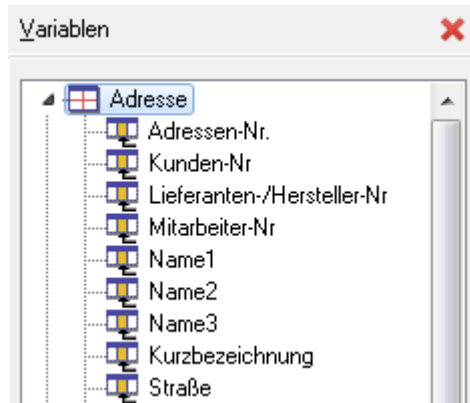 Variablen
Adresse
Adressen-Nr.
Kunden-Nr
Lieferanten-/Hersteller-Nr
Mitarbeiter-Nr
Name1
Name2
Name3
Kurzbezeichnung
Straße